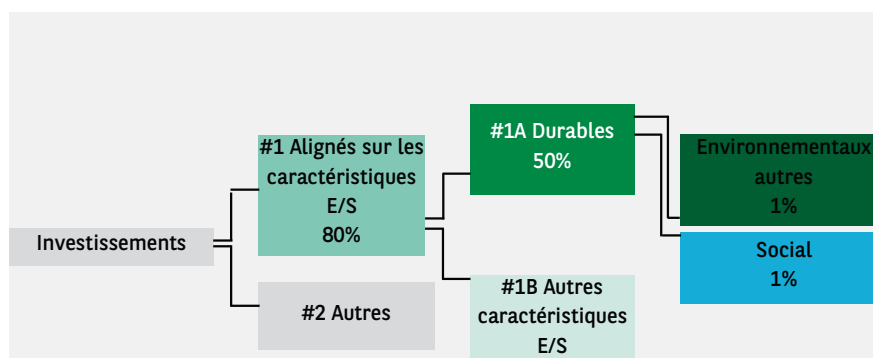 Investissements
#1 Alignés sur les
caractéristiques
E/S
80%
#2 Autres
#1A Durables
50%
#1B Autres
caractéristiques
E/S
Environnementaux
autres
1%
Social
1%